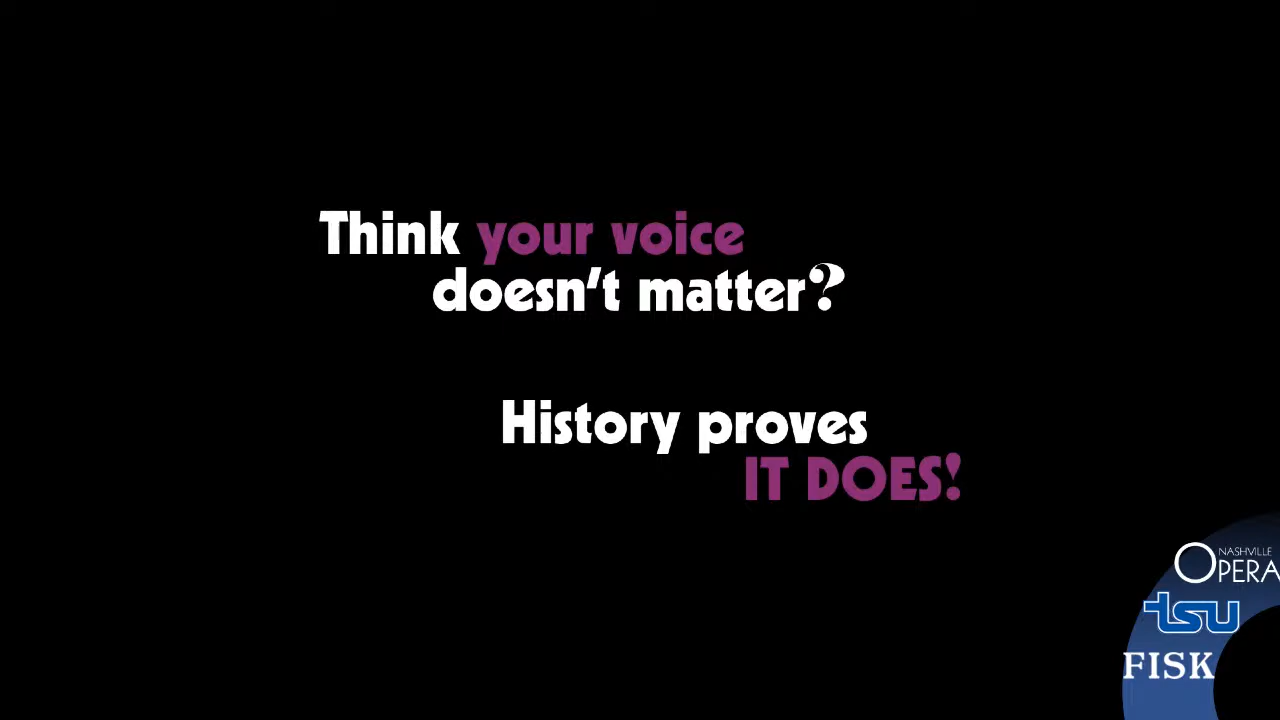 Think your voice
doesn't matter?
History proves
IT DOES!
NASHVILLE
OPERA
tsu
FISK